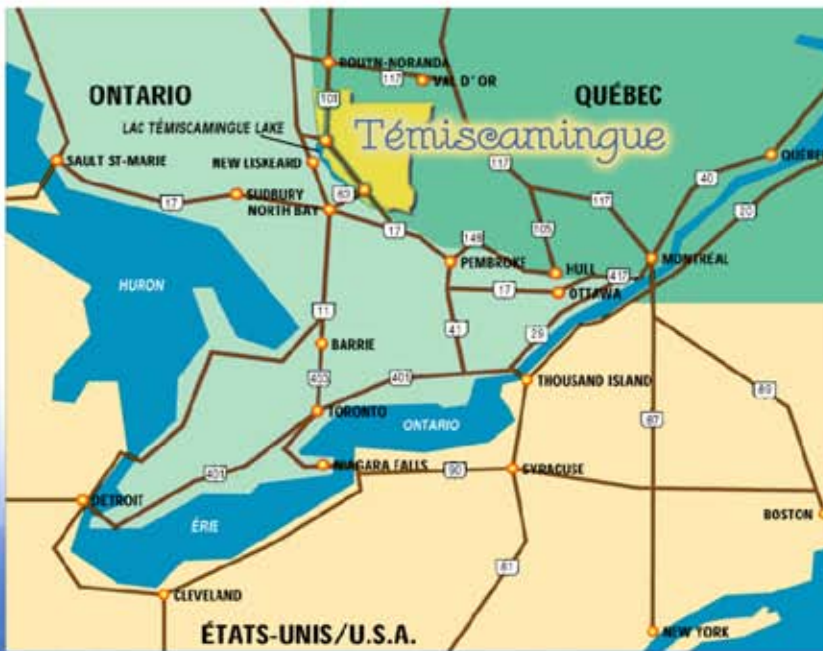 ROUYN-NORANDA
117
VAL D'OR
ONTARIO
QUÉBEC
101
LAC TÉMISCAMINGUE LAKE
Témiscamingue
SAULT ST-MARIE
NEW LISKEARD
117
40
QUÉBEC
17
SUDBURY
63
117
20
NORTH BAY
17
105
148
PEMBROKE
HULL
417
MONTRÉAL
HURON
17
OTTAWA
11
41
29
BARRIE
401
THOUSAND ISLAND
89
400
87
TORONTO
ONTARIO
401
NIAGARA FALLS
90
SYRACUSE
DETROIT
BOSTON
ÉRIE
81
CLEVELAND
ÉTATS-UNIS/U.S.A.
NEW YORK